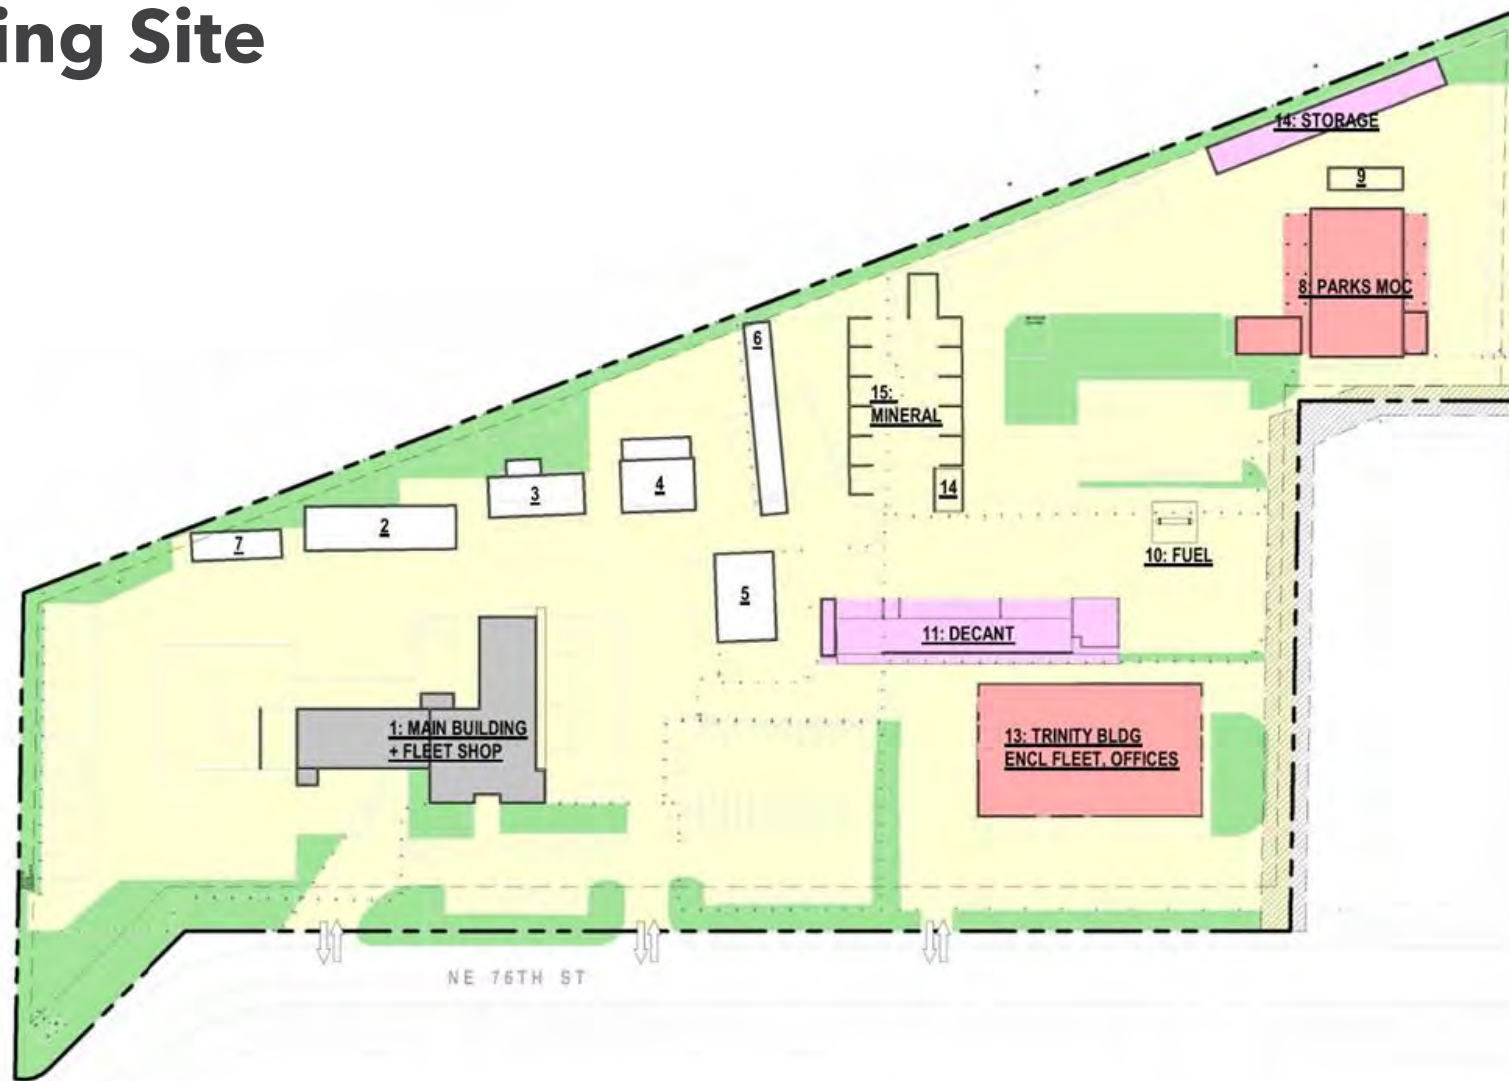 ing Site
14: STORAGE
9
8: PARKS MOC
6
15:
MINERAL
3
4
14
2
7
10: FUEL
5
11: DECANT
1: MAIN BUILDING
+ FLEET SHOP
13: TRINITY BLDG
ENCL FLEET, OFFICES
NE 76TH ST